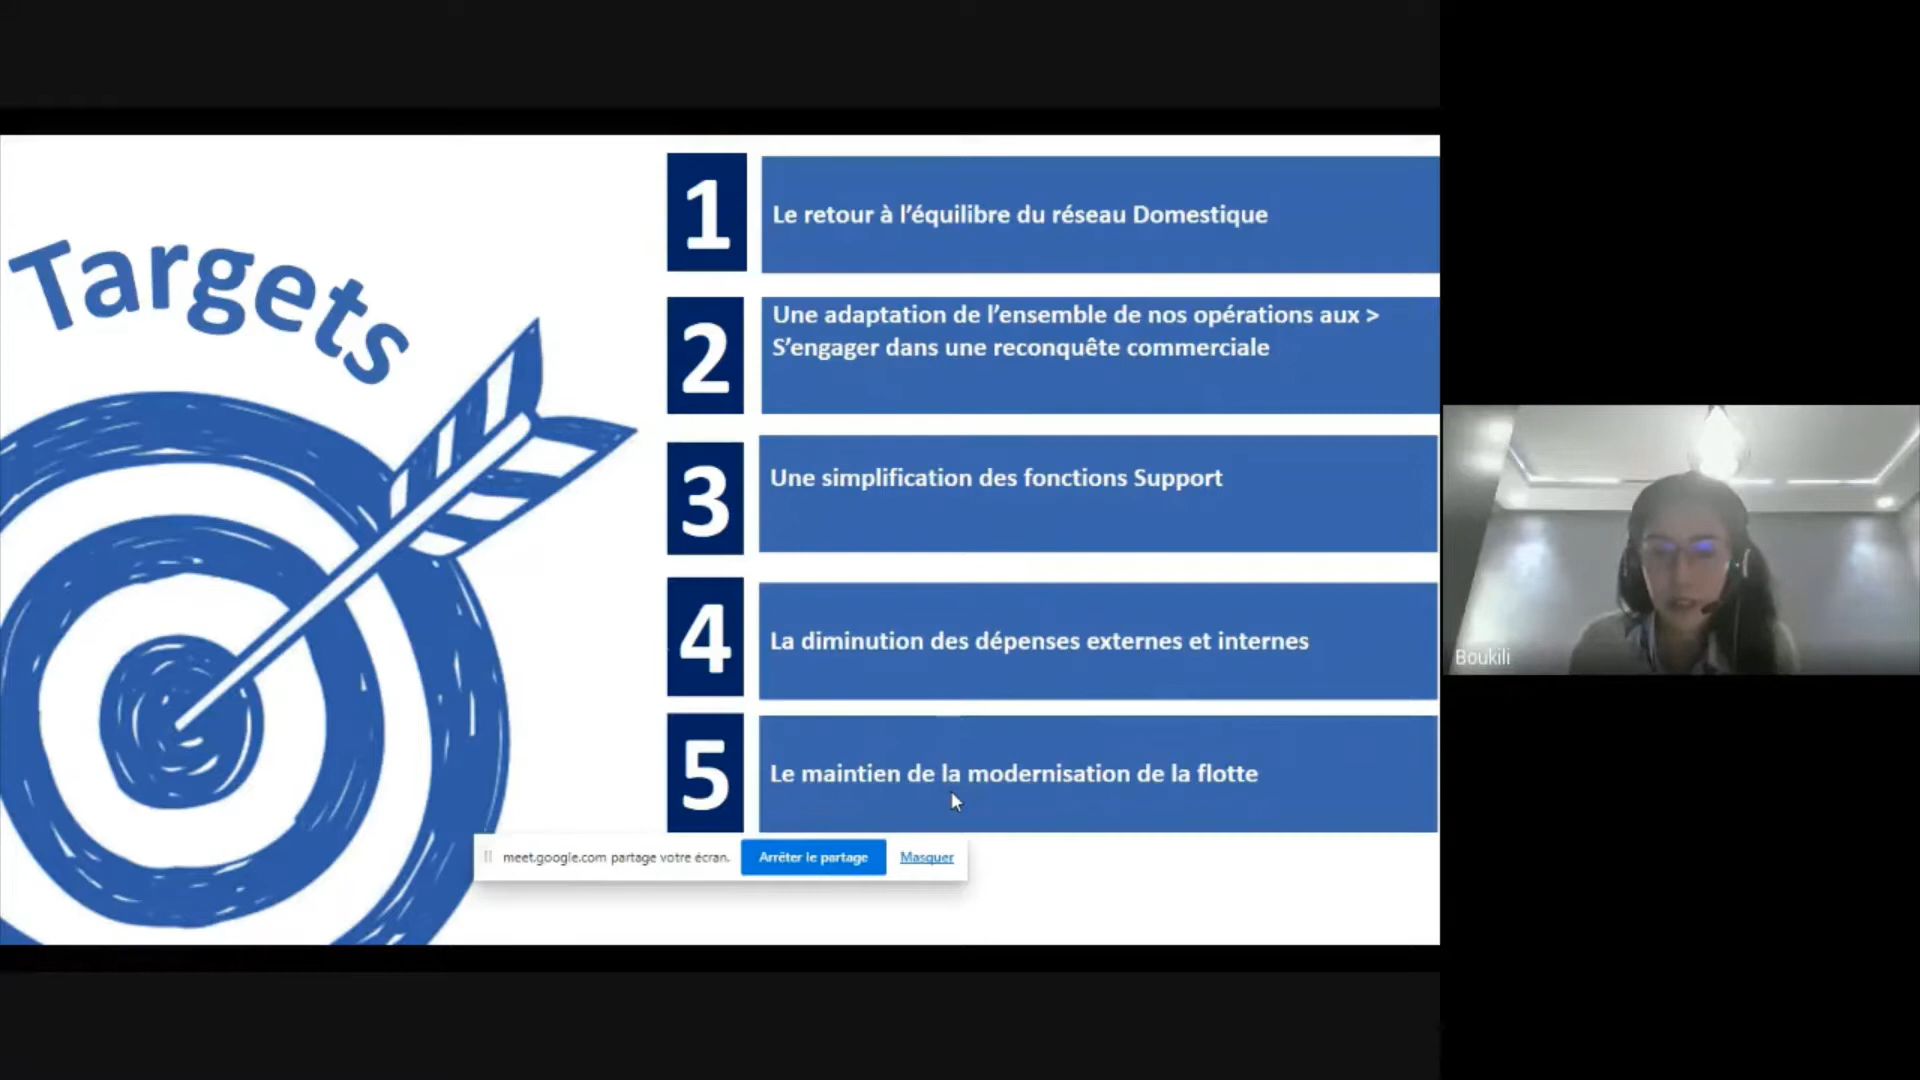 Targets
1
Le retour à l’équilibre du réseau Domestique
2
Une adaptation de l’ensemble de nos opérations aux >
S’engager dans une reconquête commerciale
3
Une simplification des fonctions Support
4
La diminution des dépenses externes et internes
5
Le maintien de la modernisation de la flotte
meet.google.com partage votre écran.
Arrêter le partage
Masquer
Boukili